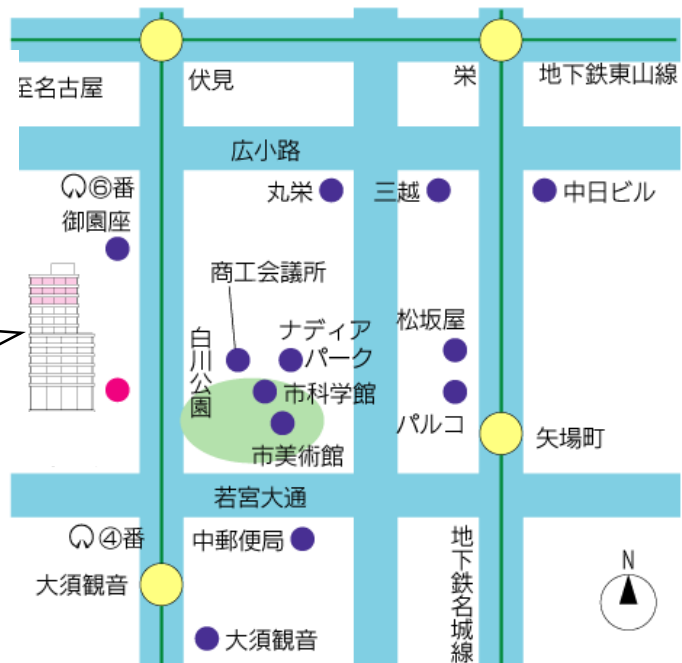 伏見
栄
地下鉄東山線
至名古屋
広小路
⑥番
御園座
丸栄
三越
中日ビル
商工会議所
白川公園
ナディア
パーク
市科学館
市美術館
松坂屋
パルコ
矢場町
若宮大通
④番
中郵便局
大須観音
大須観音
地下鉄名城線
N